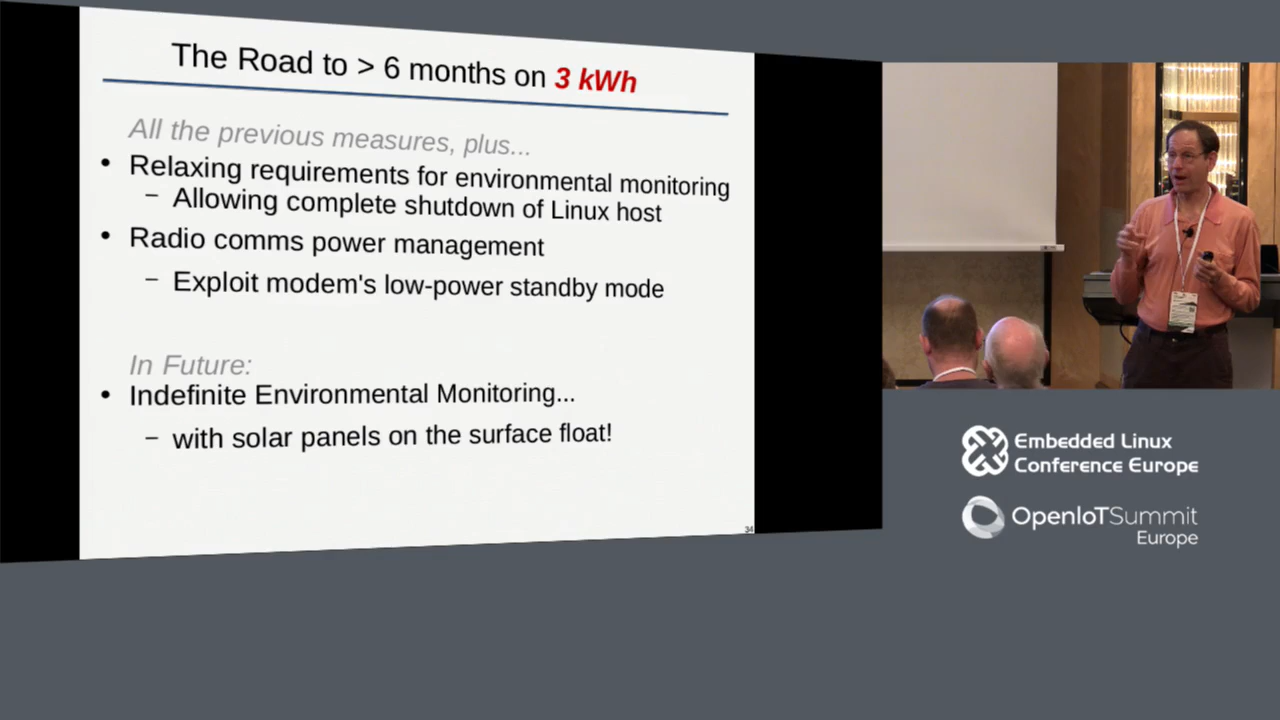 The Road to > 6 months on 3 kWh
All the previous measures, plus...
• Relaxing requirements for environmental monitoring
– Allowing complete shutdown of Linux host
• Radio comms power management
– Exploit modem's low-power standby mode
In Future:
• Indefinite Environmental Monitoring...
– with solar panels on the surface float!
34
Embedded Linux
Conference Europe
OpenIoTSummit
Europe